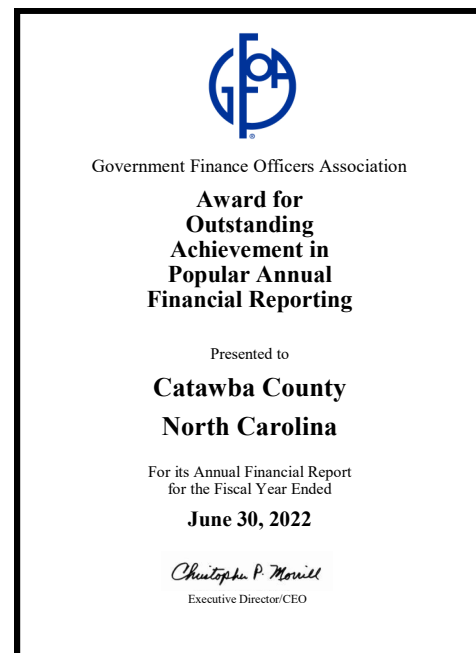 GFOA
®
Government Finance Officers Association
Award for
Outstanding
Achievement in
Popular Annual
Financial Reporting
Presented to
Catawba County
North Carolina
For its Annual Financial Report
for the Fiscal Year Ended
June 30, 2022
Christopher P. Morrill
Executive Director/CEO